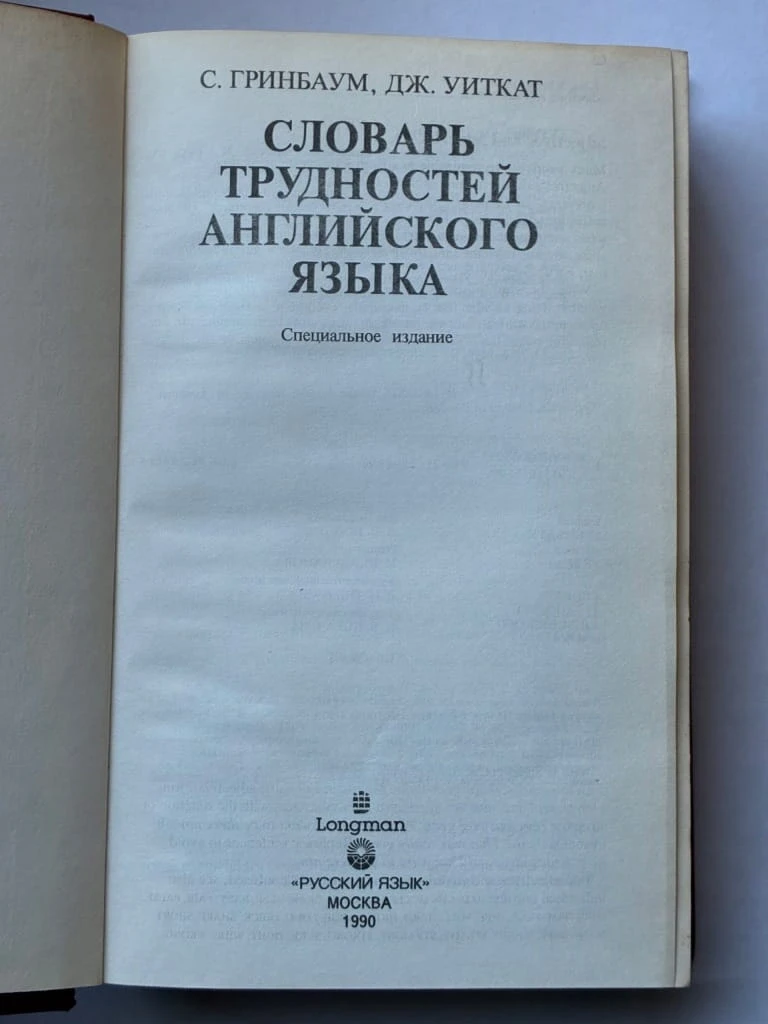 С. ГРИНБАУМ, ДЖ. УИТКАТ
СЛОВАРЬ
ТРУДНОСТЕЙ
АНГЛИЙСКОГО
ЯЗЫКА
Специальное издание
Longman
«РУССКИЙ ЯЗЫК»
МОСКВА
1990